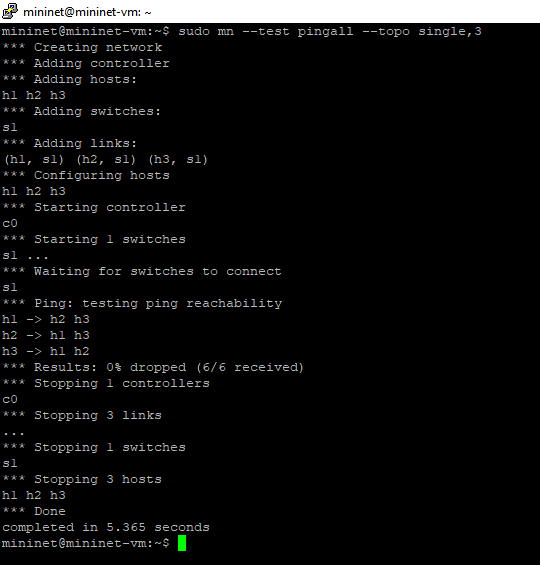 mininet@mininet-vm: ~
mininet@mininet-vm:~$ sudo mn --test pingall --topo single,3
*** Creating network
*** Adding controller
*** Adding hosts:
h1 h2 h3
*** Adding switches:
s1
*** Adding links:
(h1, s1) (h2, s1) (h3, s1)
*** Configuring hosts
h1 h2 h3
*** Starting controller
c0
*** Starting 1 switches
s1 ...
*** Waiting for switches to connect
s1
*** Ping: testing ping reachability
h1 -> h2 h3
h2 -> h1 h3
h3 -> h1 h2
*** Results: 0% dropped (6/6 received)
*** Stopping 1 controllers
c0
*** Stopping 3 links
...
*** Stopping 1 switches
s1
*** Stopping 3 hosts
h1 h2 h3
*** Done
completed in 5.365 seconds
mininet@mininet-vm:~$